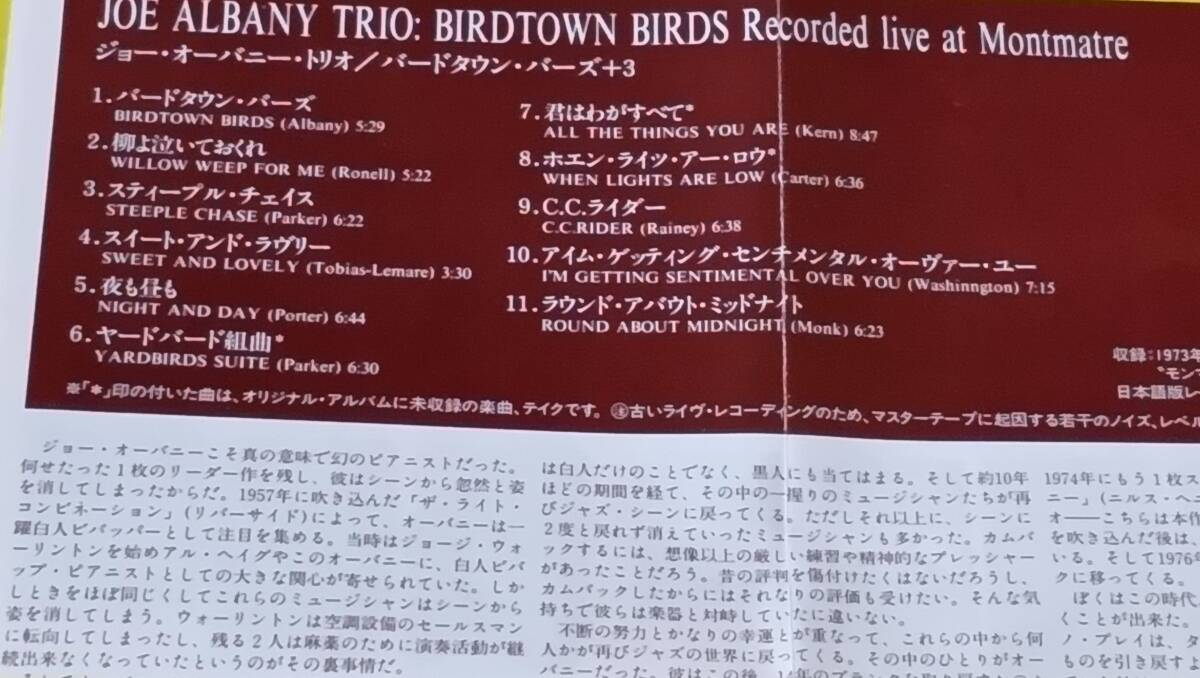 JOE ALBANY TRIO: BIRDTOWN BIRDS Recorded live at Montmatre
ジョー・オーバニー・トリオ/バードタウン・バーズ+3
1. バードタウン・バーズ
BIRDTOWN BIRDS (Albany) 5:29
2. 柳よ泣いておくれ
WILLOW WEEP FOR ME (Ronell) 5:22
3. スティープル・チェイス
STEEPLE CHASE (Parker) 6:22
4. スイート・アンド・ラヴリー
SWEET AND LOVELY (Tobias-Lemare) 3:30
5. 夜も昼も
NIGHT AND DAY (Porter) 6:44
6. ヤードバード組曲*
YARDBIRDS SUITE (Parker) 6:30
7. 君はわがすべて*
ALL THE THINGS YOU ARE (Kern) 8:47
8. ホエン・ライツ・アー・ロウ*
WHEN LIGHTS ARE LOW (Carter) 6:36
9. C.C.ライダー
C.C.RIDER (Rainey) 6:38
10. アイム・ゲッティング・センチメンタル・オーヴァー・ユー
I'M GETTING SENTIMENTAL OVER YOU (Washinngton) 7:15
11. ラウンド・アバウト・ミッドナイト
ROUND ABOUT MIDNIGHT (Monk) 6:23
収録:1973年
"モンマ
日本語版レ
※「*」印の付いた曲は、オリジナル・アルバムに未収録の楽曲、テイクです。 ㊟古いライヴ・レコーディングのため、マスターテープに起因する若干のノイズ、レベル
ジョー・オーバニーこそ真の意味で幻のピアニストだった。
何せたった1枚のリーダー作を残し、彼はシーンから忽然と姿
を消してしまったからだ。1957年に吹き込んだ「ザ・ライト・
コンビネーション」(リバーサイド)によって、オーバニーは一
躍白人ビバッパーとして注目を集める。当時はジョージ・ウォ
ーリントンを始めアル・ヘイグやこのオーバニーに、白人ビバ
ップ・ピアニストとしての大きな関心が寄せられていた。しか
しときをほぼ同じくしてこれらのミュージシャンはシーンから
姿を消してしまう。ウォーリントンは空調設備のセールスマン
に転向してしまったし、残る2人は麻薬のために演奏活動が継
続出来なくなっていたというのがその裏事情だ。
は白人だけのことでなく、黒人にも当てはまる。そして約10年
ほどの期間を経て、その中の一握りのミュージシャンたちが再
びジャズ・シーンに戻ってくる。ただしそれ以上に、シーンに
2度と戻れず消えていったミュージシャンも多かった。カムバ
ックするには、想像以上の厳しい練習や精神的なプレッシャー
があったことだろう。昔の評判を傷付けたくはないだろうし、
カムバックしたからにはそれなりの評価も受けたい。そんな気
持ちで彼らは楽器と対峙していたに違いない。
不断の努力とかなりの幸運とが重なって、これらの中から何
人かが再びジャズの世界に戻ってくる。その中のひとりがオー
バニーだった。彼はこの後、14年のブランクを取り戻す
1974年にもう1枚ス
ニー」(ニルス・ヘ
オ——こちらは本作
を吹き込んだ後は、
いる。そして1976
クに移ってくる。
ぼくはこの時代
くことが出来た。
ノ・プレイは、
ものを引き戻すよ